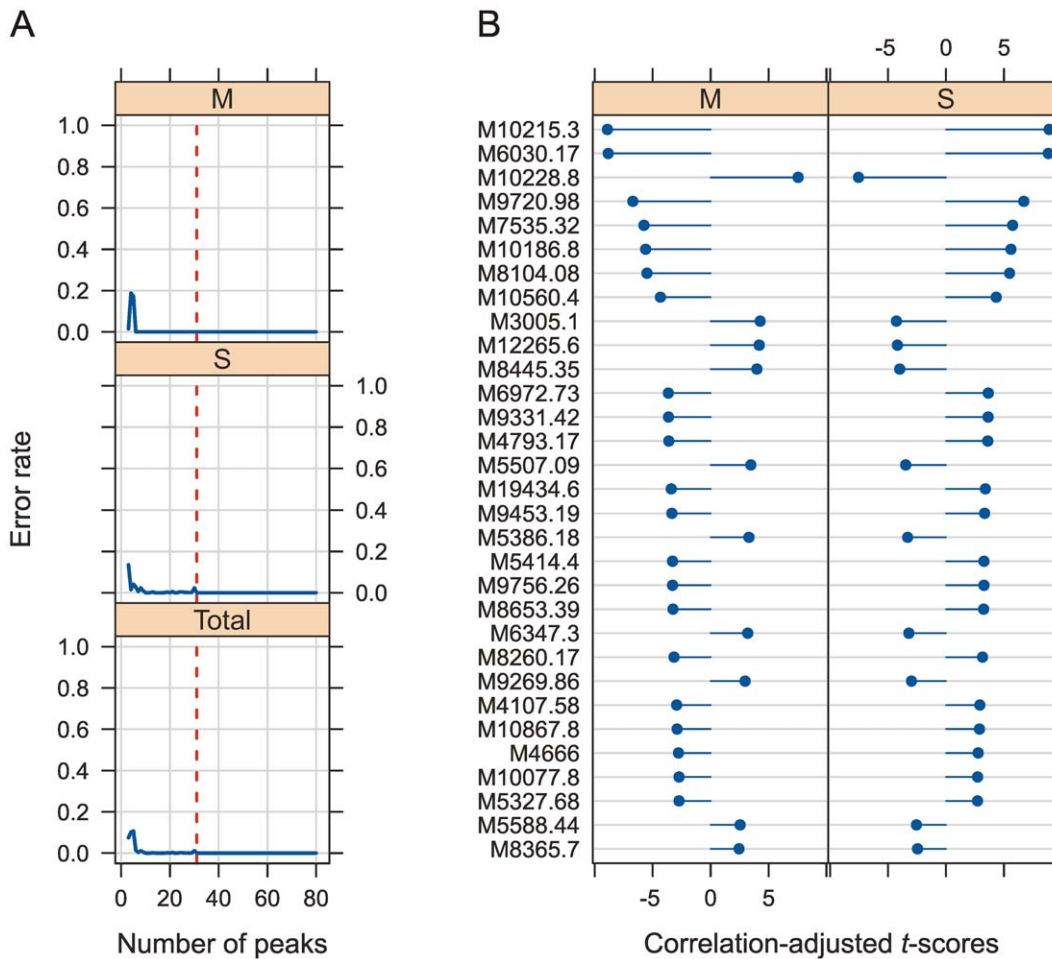 A
M
1.0
0.8
0.6
0.4
0.2
0.0
S
1.0
0.8
0.6
0.4
0.2
0.0
Total
1.0
0.8
0.6
0.4
0.2
0.0
0 20 40 60 80
Error rate
Number of peaks
B
-5 0 5
M S
M10215.3
M6030.17
M10228.8
M9720.98
M7535.32
M10186.8
M8104.08
M10560.4
M3005.1
M12265.6
M8445.35
M6972.73
M9331.42
M4793.17
M5507.09
M19434.6
M9453.19
M5386.18
M5414.4
M9756.26
M8653.39
M6347.3
M8260.17
M9269.86
M4107.58
M10867.8
M4666
M10077.8
M5327.68
M5588.44
M8365.7
-5 0 5
Correlation-adjusted t-scores